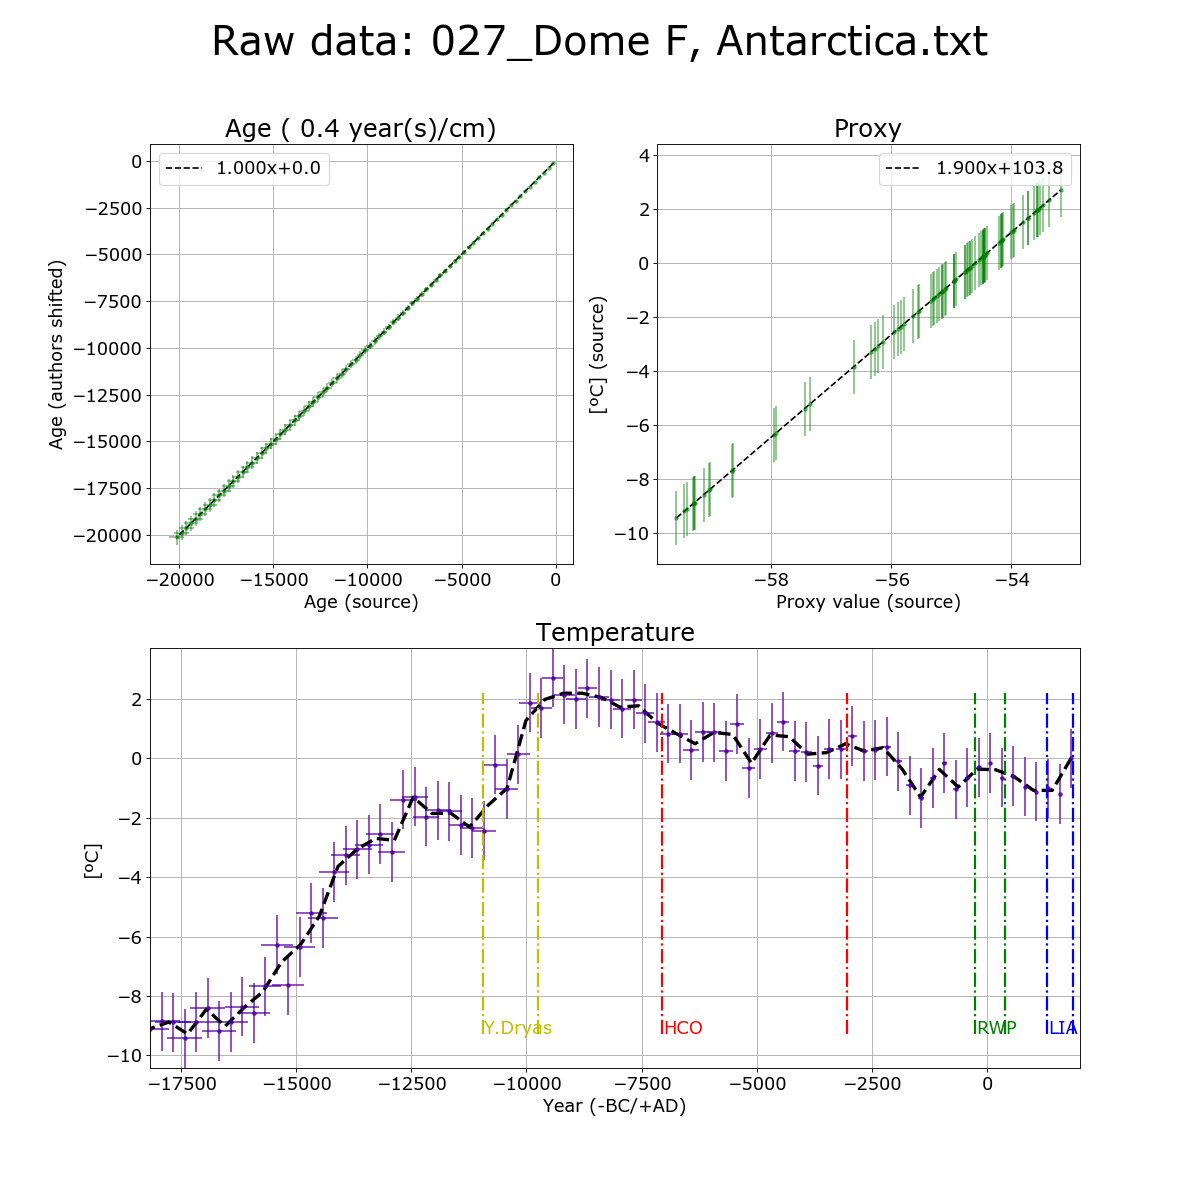 Raw data: 027_Dome F, Antarctica.txt
Age ( 0.4 year(s)/cm)
1.000x+0.0
0
−2500
−5000
−7500
−10000
−12500
−15000
−17500
−20000
Age (authors shifted)
−20000 −15000 −10000 −5000 0
Age (source)
Proxy
1.900x+103.8
4
2
0
−2
−4
−6
−8
−10
[ºC] (source)
−58 −56 −54
Proxy value (source)
Temperature
2
0
−2
−4
−6
−8
−10
[ºC]
Y.Dryas HCO RWP LIA
−17500 −15000 −12500 −10000 −7500 −5000 −2500 0
Year (-BC/+AD)